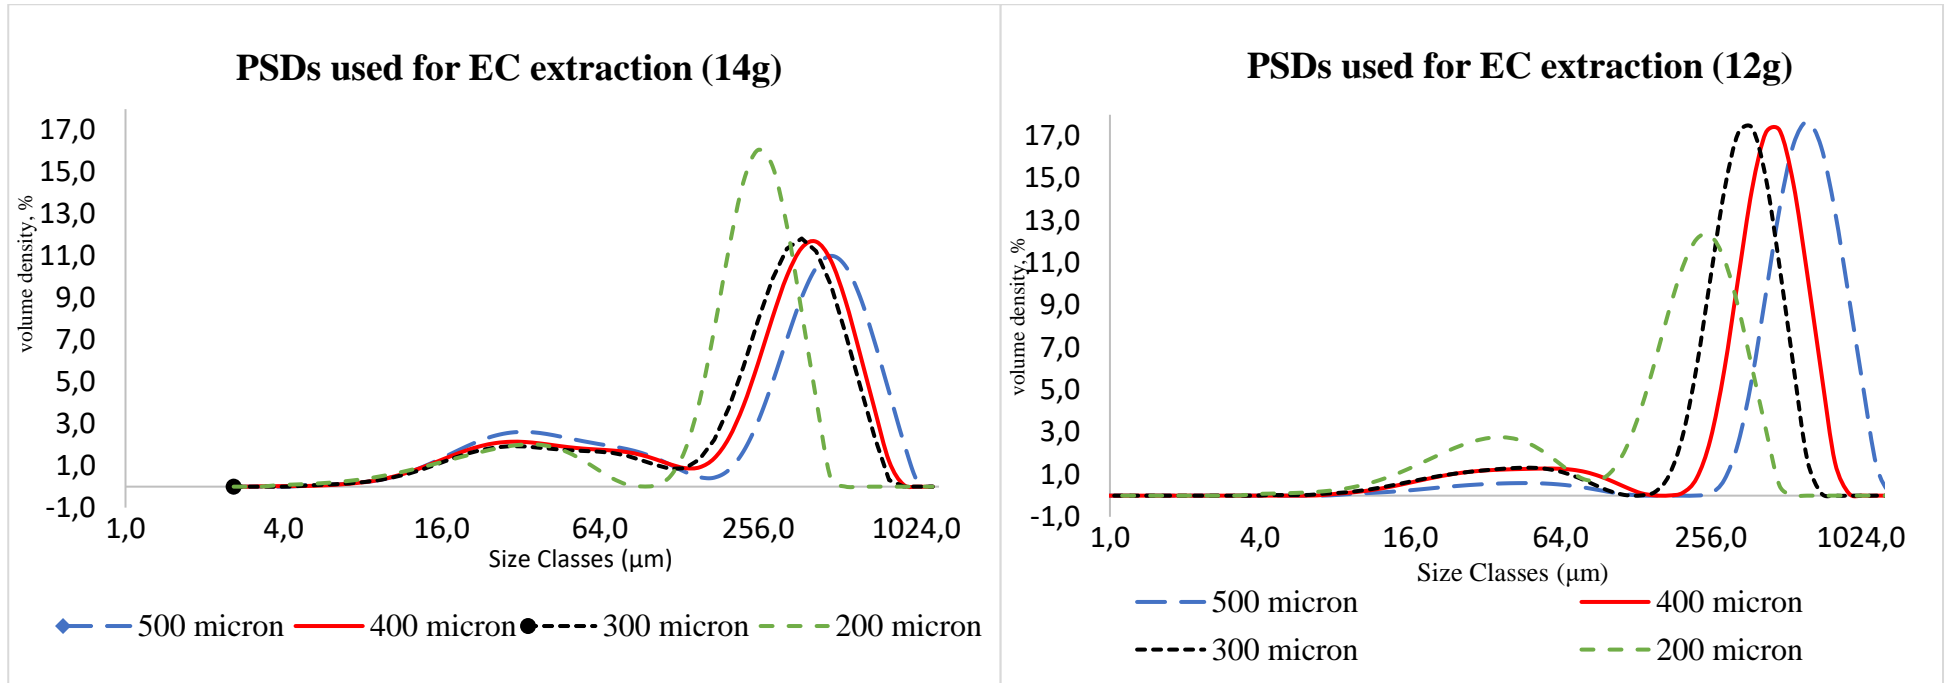 PSDs used for EC extraction (14g)
17,0
15,0
13,0
11,0
9,0
7,0
5,0
3,0
1,0
-1,0
volume density, %
1,0 4,0 16,0 64,0 256,0 1024,0
Size Classes (µm)
500 micron 400 micron 300 micron 200 micron
PSDs used for EC extraction (12g)
17,0
15,0
13,0
11,0
9,0
7,0
5,0
3,0
1,0
-1,0
volume density, %
1,0 4,0 16,0 64,0 256,0 1024,0
Size Classes (µm)
500 micron 400 micron
300 micron 200 micron